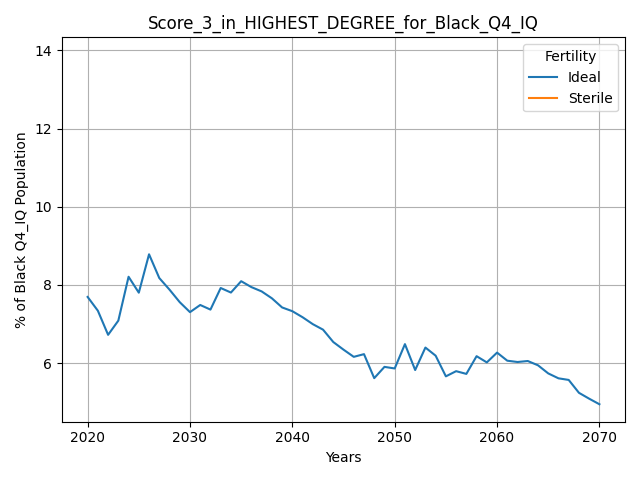 Score_3_in_HIGHEST_DEGREE_for_Black_Q4_IQ
14
12
10
8
6
% of Black Q4_IQ Population
Fertility
Ideal
Sterile
2020 2030 2040 2050 2060 2070
Years